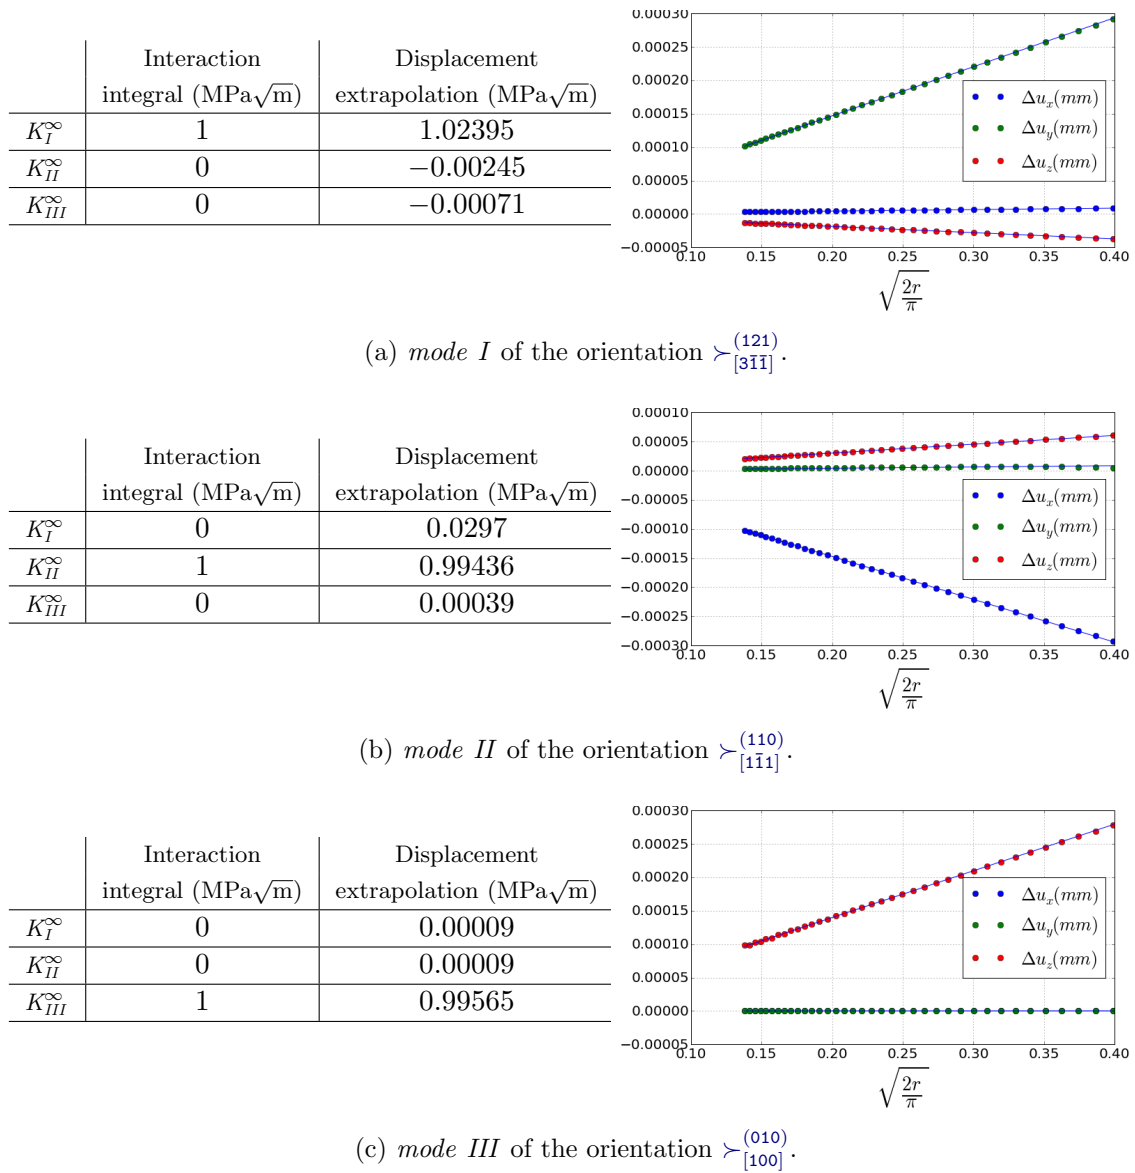 Interaction Displacement
integral (MPa√m) extrapolation (MPa√m)
K_I^∞ 1 1.02395
K_II^∞ 0 −0.00245
K_III^∞ 0 −0.00071
0.00030
0.00025
0.00020
0.00015
0.00010
0.00005
0.00000
−0.00005
0.10 0.15 0.20 0.25 0.30 0.35 0.40
Δu_x(mm)
Δu_y(mm)
Δu_z(mm)
√(2r/π)
(a) mode I of the orientation ≻(121)[31̄1̄].
Interaction Displacement
integral (MPa√m) extrapolation (MPa√m)
K_I^∞ 0 0.0297
K_II^∞ 1 0.99436
K_III^∞ 0 0.00039
0.00010
0.00005
0.00000
−0.00005
−0.00010
−0.00015
−0.00020
−0.00025
−0.00030
0.10 0.15 0.20 0.25 0.30 0.35 0.40
Δu_x(mm)
Δu_y(mm)
Δu_z(mm)
√(2r/π)
(b) mode II of the orientation ≻(110)[11̄1].
Interaction Displacement
integral (MPa√m) extrapolation (MPa√m)
K_I^∞ 0 0.00009
K_II^∞ 0 0.00009
K_III^∞ 1 0.99565
0.00030
0.00025
0.00020
0.00015
0.00010
0.00005
0.00000
−0.00005
0.10 0.15 0.20 0.25 0.30 0.35 0.40
Δu_x(mm)
Δu_y(mm)
Δu_z(mm)
√(2r/π)
(c) mode III of the orientation ≻(010)[100].